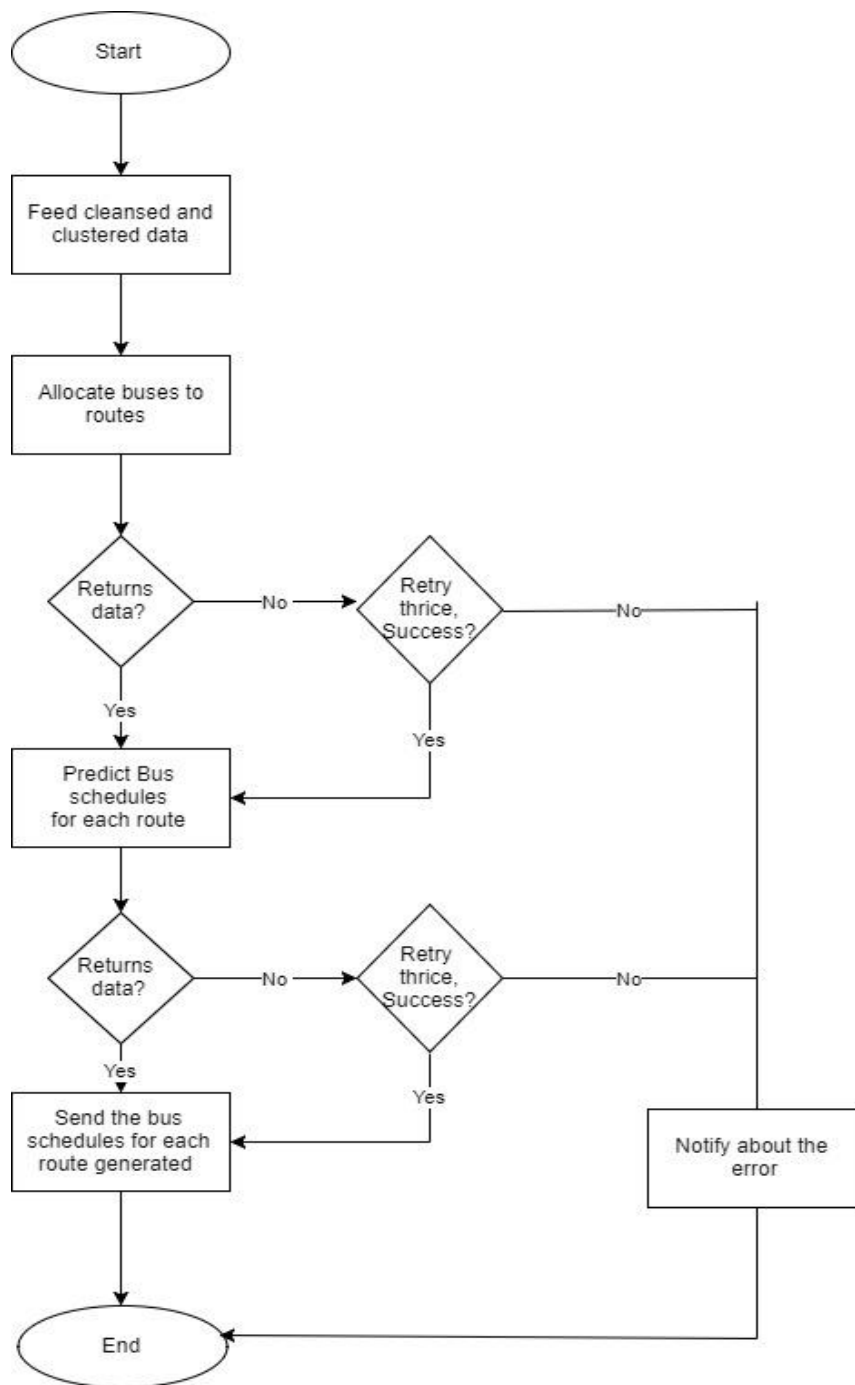 Start
Feed cleansed and
clustered data
Allocate buses to
routes
Returns
data?
No
Retry
thrice,
Success?
No
Yes
Yes
Predict Bus
schedules
for each route
Returns
data?
No
Retry
thrice,
Success?
No
Yes
Yes
Send the bus
schedules for each
route generated
Notify about the
error
End